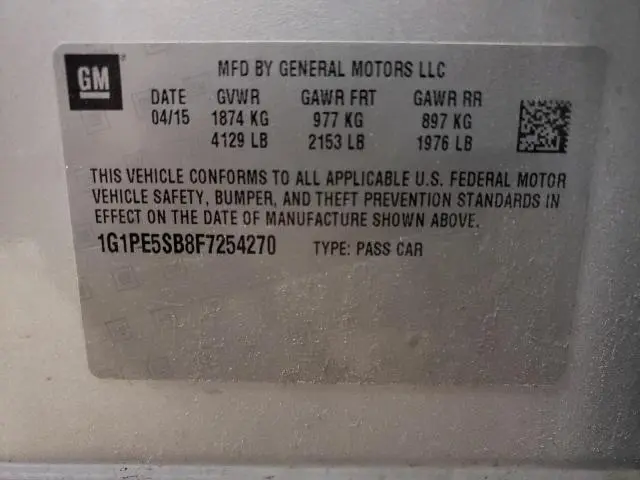 GM
MFD BY GENERAL MOTORS LLC
DATE GVWR GAWR FRT GAWR RR
04/15 1874 KG 977 KG 897 KG
4129 LB 2153 LB 1976 LB
THIS VEHICLE CONFORMS TO ALL APPLICABLE U.S. FEDERAL MOTOR
VEHICLE SAFETY, BUMPER, AND THEFT PREVENTION STANDARDS IN
EFFECT ON THE DATE OF MANUFACTURE SHOWN ABOVE.
1G1PE5SB8F7254270 TYPE: PASS CAR